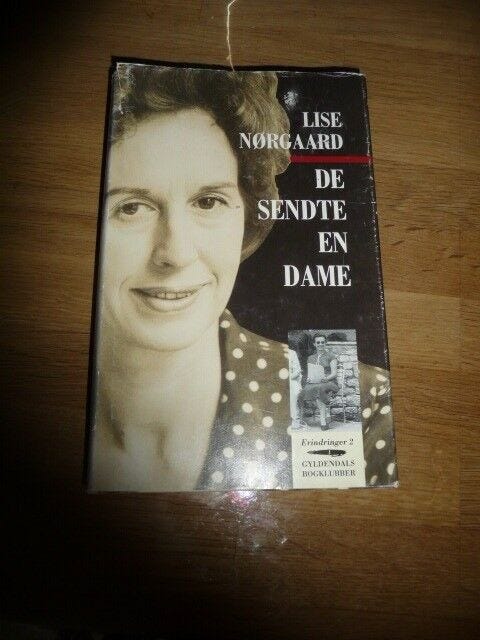 LISE
NØRGAARD
DE
SENDTE
EN
DAME
Erindringer 2
GYLDENDALS
BOGKLUBBER